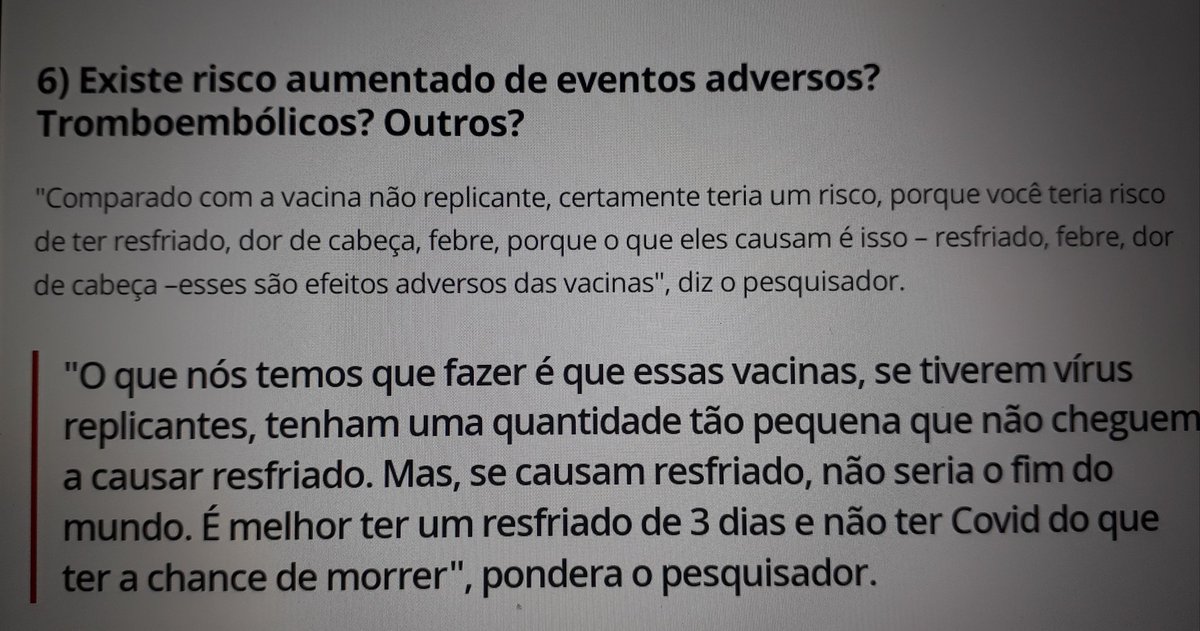 6) Existe risco aumentado de eventos adversos?
Tromboembólicos? Outros?
"Comparado com a vacina não replicante, certamente teria um risco, porque você teria risco
de ter resfriado, dor de cabeça, febre, porque o que eles causam é isso – resfriado, febre, dor
de cabeça –esses são efeitos adversos das vacinas", diz o pesquisador.
"O que nós temos que fazer é que essas vacinas, se tiverem vírus
replicantes, tenham uma quantidade tão pequena que não cheguem
a causar resfriado. Mas, se causam resfriado, não seria o fim do
mundo. É melhor ter um resfriado de 3 dias e não ter Covid do que
ter a chance de morrer", pondera o pesquisador.